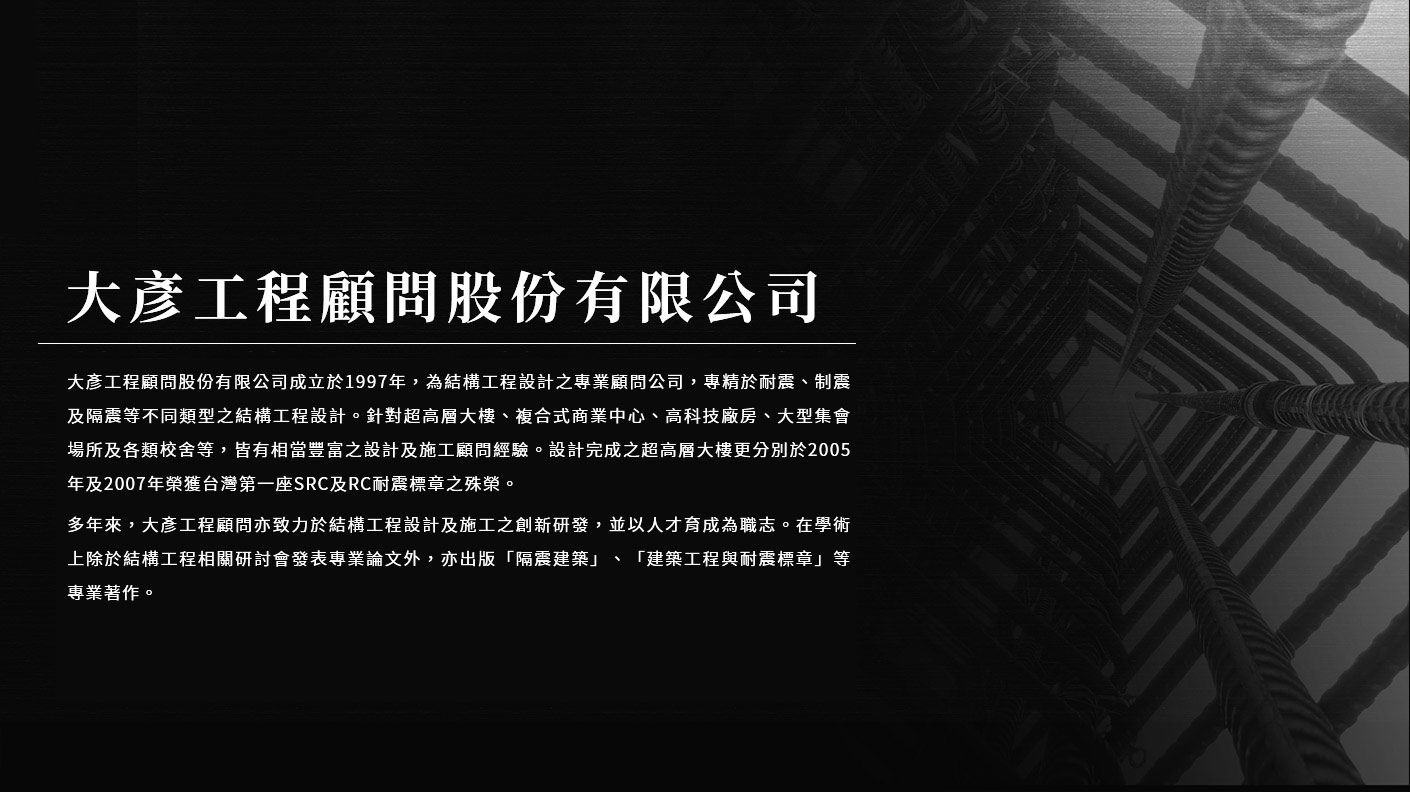 大彥工程顧問股份有限公司
大彥工程顧問股份有限公司成立於1997年，為結構工程設計之專業顧問公司，專精於耐震、制震
及隔震等不同類型之結構工程設計。針對超高層大樓、複合式商業中心、高科技廠房、大型集會
場所及各類校舍等，皆有相當豐富之設計及施工顧問經驗。設計完成之超高層大樓更分別於2005
年及2007年榮獲台灣第一座SRC及RC耐震標章之殊榮。
多年來，大彥工程顧問亦致力於結構工程設計及施工之創新研發，並以人才育成為職志。在學術
上除於結構工程相關研討會發表專業論文外，亦出版「隔震建築」、「建築工程與耐震標章」等
專業著作。